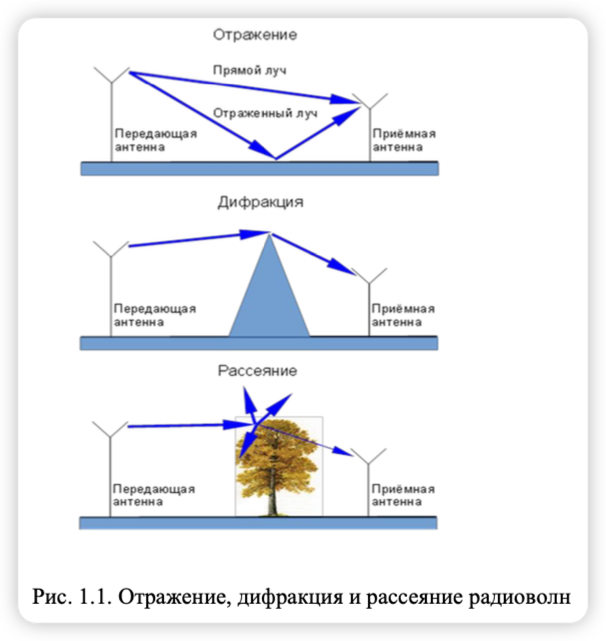 Отражение
Прямой луч
Отраженный луч
Передающая
антенна
Приёмная
антенна
Дифракция
Передающая
антенна
Приёмная
антенна
Рассеяние
Передающая
антенна
Приёмная
антенна
Рис. 1.1. Отражение, дифракция и рассеяние радиоволн